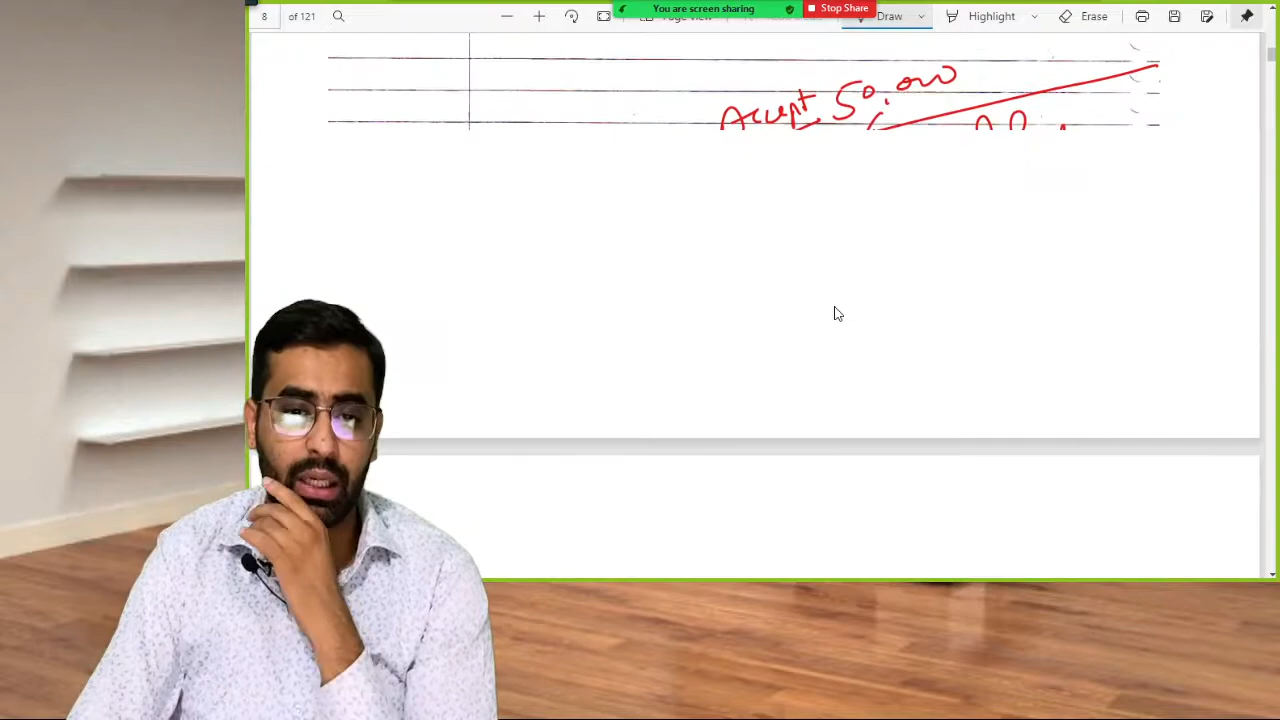 You are screen sharing
Stop Share
8 of 121
Draw
Highlight
Erase
Accept 50,000